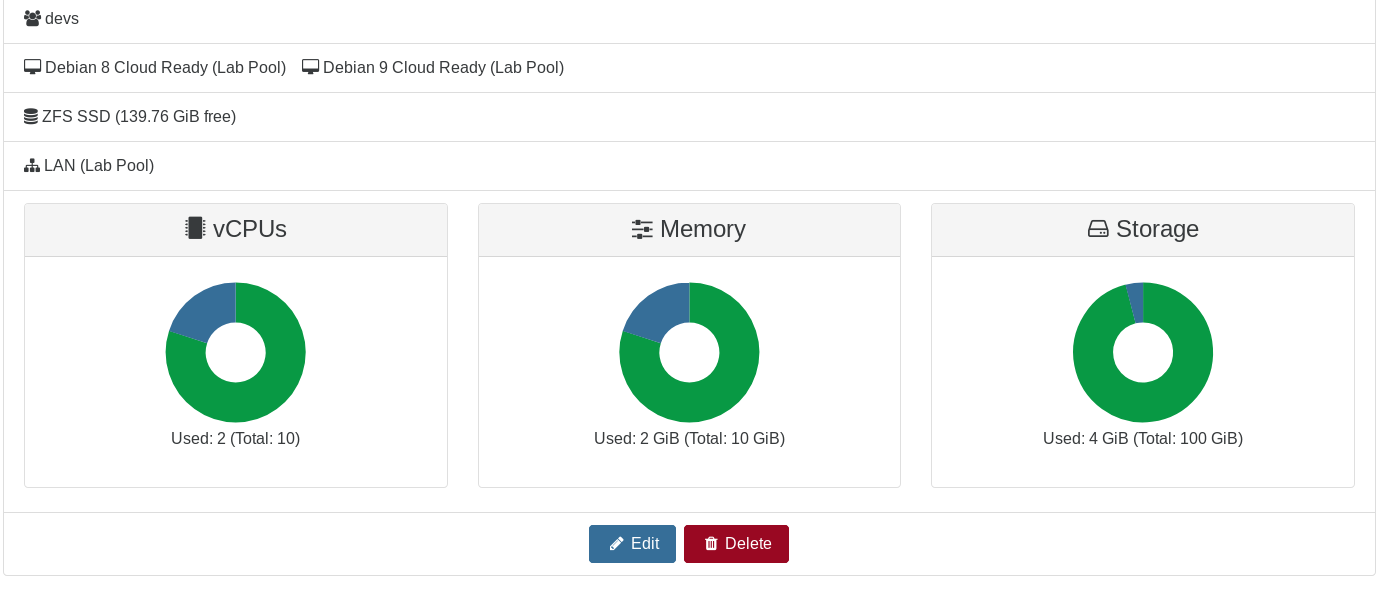 devs
Debian 8 Cloud Ready (Lab Pool) Debian 9 Cloud Ready (Lab Pool)
ZFS SSD (139.76 GiB free)
LAN (Lab Pool)
vCPUs
Used: 2 (Total: 10)
Memory
Used: 2 GiB (Total: 10 GiB)
Storage
Used: 4 GiB (Total: 100 GiB)
Edit Delete